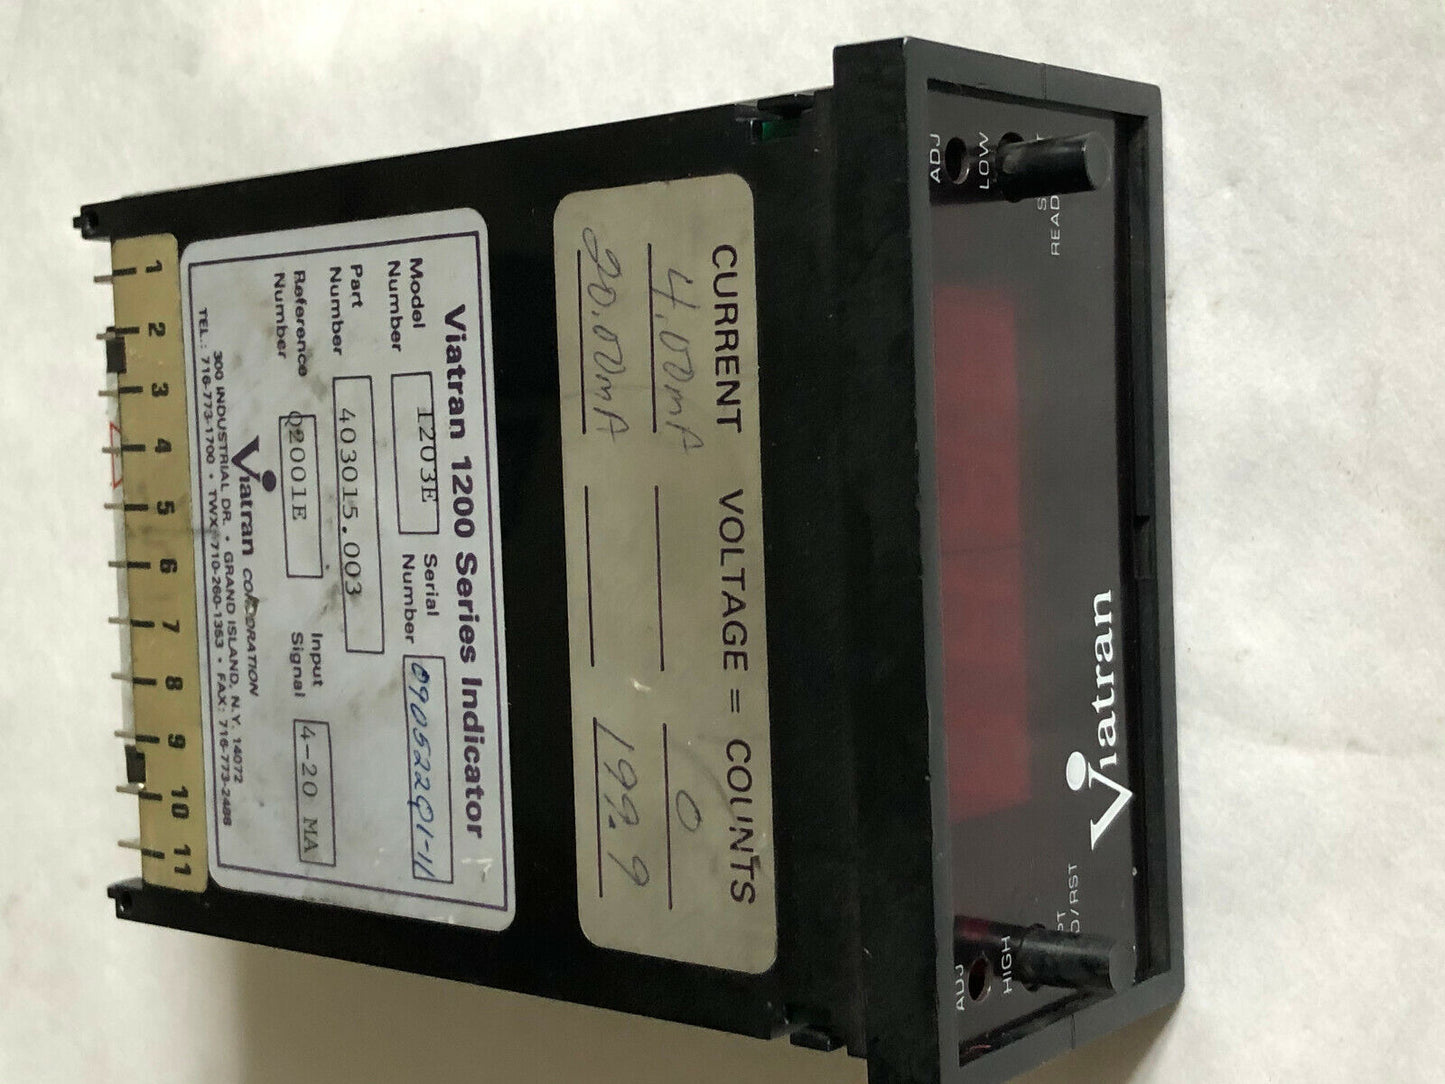 Viatran 1200 Series Indicator
Model Number 1203E Serial Number 09052201-11
Part Number 403015.003
Reference Number Q2001E Input Signal 4-20 MA
Viatran CORPORATION
300 INDUSTRIAL DR. • GRAND ISLAND, N.Y. 14072
TEL.: 716-773-1700 • TWX 710-260-1353 • FAX: 716-773-2486
1 2 3 4 5 6 7 8 9 10 11
CURRENT VOLTAGE = COUNTS
4.00mA 0
20.00mA 199.9
ADJ ADJ
LOW HIGH
READ
Viatran